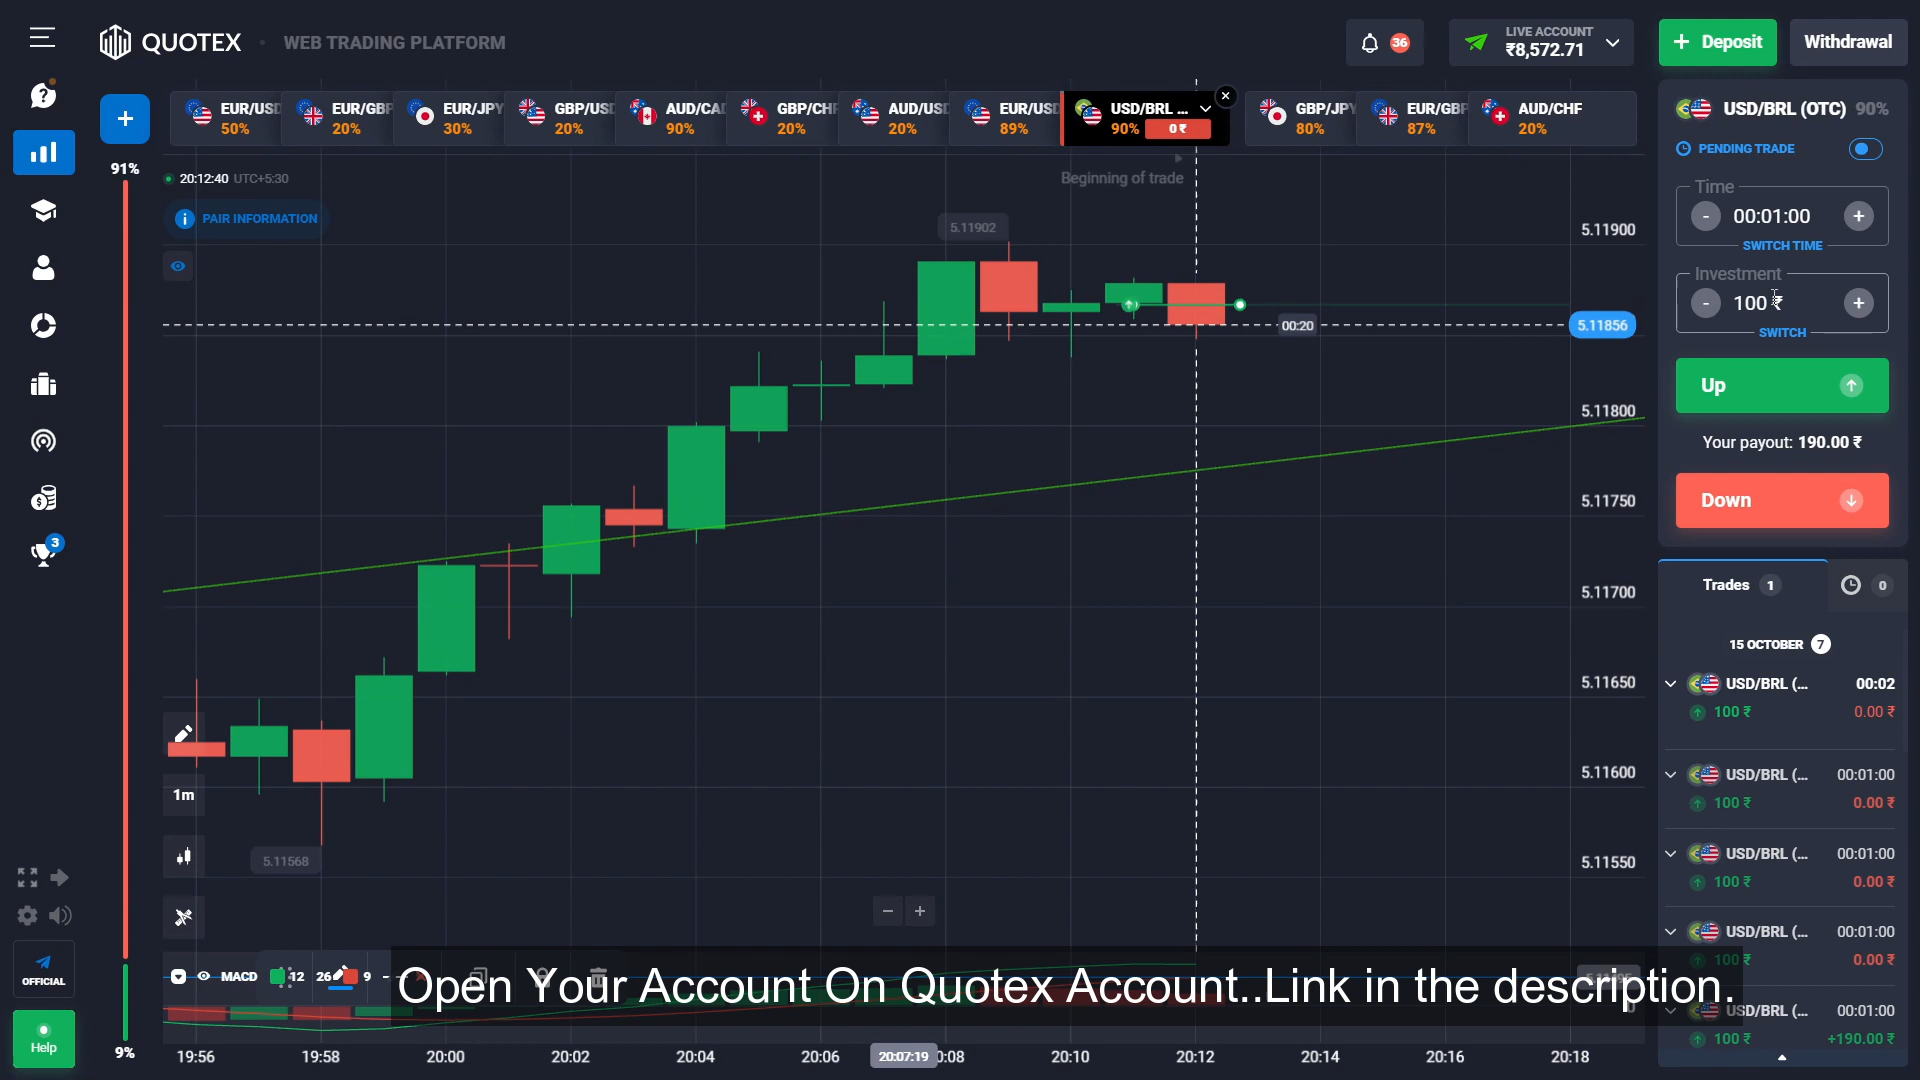 QUOTEX
WEB TRADING PLATFORM
36
LIVE ACCOUNT
₹8,572.71
+ Deposit
Withdrawal
+
EUR/USD
50%
EUR/GBP
20%
EUR/JPY
30%
GBP/USD
20%
AUD/CAD
90%
GBP/CHF
20%
AUD/USD
20%
EUR/USD
89%
USD/BRL ...
90%
0 ₹
GBP/JPY
80%
EUR/GBP
87%
AUD/CHF
20%
USD/BRL (OTC) 90%
PENDING TRADE
91%
20:12:40 UTC+5:30
Beginning of trade
PAIR INFORMATION
5.11902
5.11900
Time
- 00:01:00 +
SWITCH TIME
Investment
- 100 ₹ +
SWITCH
00:20
5.11856
Up
Your payout: 190.00 ₹
Down
5.11800
5.11750
5.11700
5.11650
5.11600
5.11550
3
1m
5.11568
Trades 1
0
15 OCTOBER 7
USD/BRL (... 00:02
100 ₹ 0.00 ₹
USD/BRL (... 00:01:00
100 ₹ 0.00 ₹
USD/BRL (... 00:01:00
100 ₹ 0.00 ₹
USD/BRL (... 00:01:00
100 ₹ 0.00 ₹
USD/BRL (... 00:01:00
100 ₹ +190.00 ₹
− +
OFFICIAL
Help
9%
MACD 12 26 9
Open Your Account On Quotex Account..Link in the description.
19:56
19:58
20:00
20:02
20:04
20:06
20:07:19
0:08
20:10
20:12
20:14
20:16
20:18